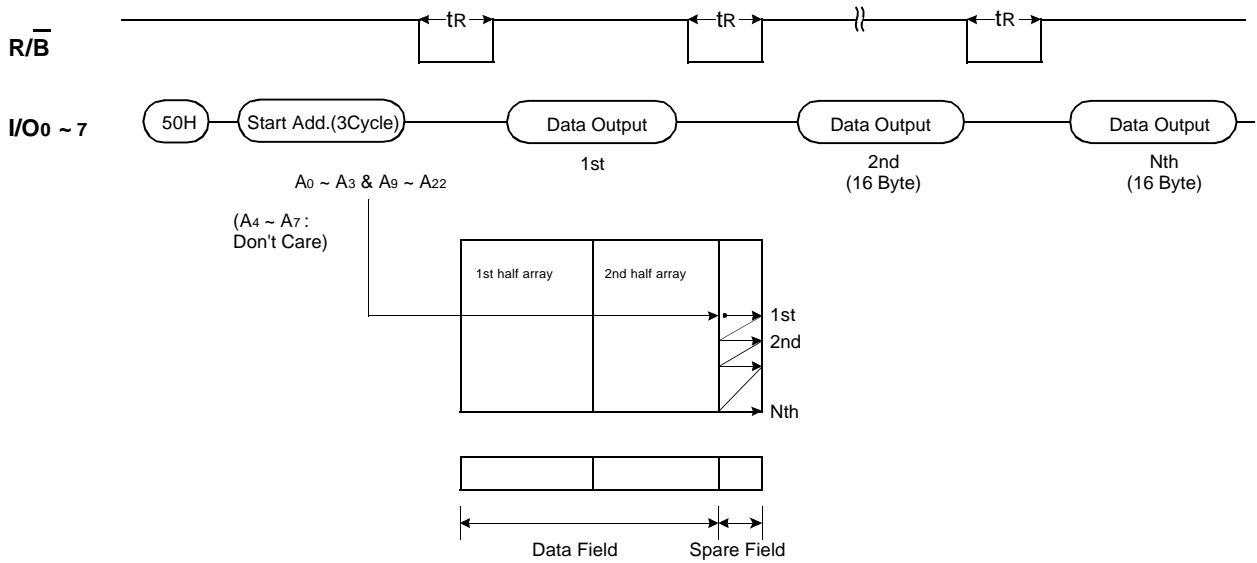 tR tR tR
R/B
I/O0 ~ 7 50H Start Add.(3Cycle) Data Output Data Output Data Output
1st 2nd Nth
(16 Byte) (16 Byte)
A0 ~ A3 & A9 ~ A22
(A4 ~ A7 :
Don't Care)
1st half array 2nd half array
1st
2nd
Nth
Data Field Spare Field